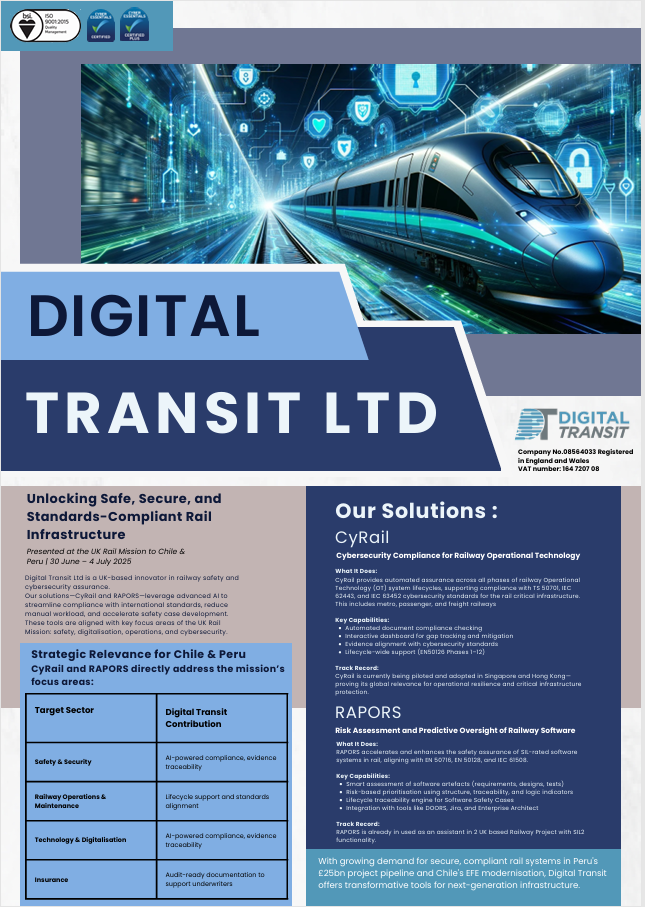 bsi.
ISO
9001:2015
Quality
Management
CYBER
ESSENTIALS
CERTIFIED
CYBER
ESSENTIALS
CERTIFIED
PLUS
DIGITAL
TRANSIT LTD
DIGITAL
TRANSIT
Company No.08564033 Registered
in England and Wales
VAT number: 164 7207 08
Unlocking Safe, Secure, and
Standards-Compliant Rail
Infrastructure
Presented at the UK Rail Mission to Chile &
Peru | 30 June – 4 July 2025
Digital Transit Ltd is a UK-based innovator in railway safety and
cybersecurity assurance.
Our solutions—CyRail and RAPORS—leverage advanced AI to
streamline compliance with international standards, reduce
manual workload, and accelerate safety case development.
These tools are aligned with key focus areas of the UK Rail
Mission: safety, digitalisation, operations, and cybersecurity.
Strategic Relevance for Chile & Peru
CyRail and RAPORS directly address the mission's
focus areas:
Target Sector
Digital Transit
Contribution
Safety & Security
AI-powered compliance, evidence
traceability
Railway Operations &
Maintenance
Lifecycle support and standards
alignment
Technology & Digitalisation
AI-powered compliance, evidence
traceability
Insurance
Audit-ready documentation to
support underwriters
Our Solutions :
CyRail
Cybersecurity Compliance for Railway Operational Technology
What It Does:
CyRail provides automated assurance across all phases of railway Operational
Technology (OT) system lifecycles, supporting compliance with TS 50701, IEC
62443, and IEC 63452 cybersecurity standards for the rail critical infrastructure.
This includes metro, passenger, and freight railways
Key Capabilities:
• Automated document compliance checking
• Interactive dashboard for gap tracking and mitigation
• Evidence alignment with cybersecurity standards
• Lifecycle-wide support (EN50126 Phases 1–12)
Track Record:
CyRail is currently being piloted and adopted in Singapore and Hong Kong—
proving its global relevance for operational resilience and critical infrastructure
protection.
RAPORS
Risk Assessment and Predictive Oversight of Railway Software
What It Does:
RAPORS accelerates and enhances the safety assurance of SIL-rated software
systems in rail, aligning with EN 50716, EN 50128, and IEC 61508.
Key Capabilities:
• Smart assessment of software artefacts (requirements, designs, tests)
• Risk-based prioritisation using structure, traceability, and logic indicators
• Lifecycle traceability engine for Software Safety Cases
• Integration with tools like DOORS, Jira, and Enterprise Architect
Track Record:
RAPORS is already in used as an assistant in 2 UK based Railway Project with SIL2
functionality.
With growing demand for secure, compliant rail systems in Peru's
£25bn project pipeline and Chile's EFE modernisation, Digital Transit
offers transformative tools for next-generation infrastructure.